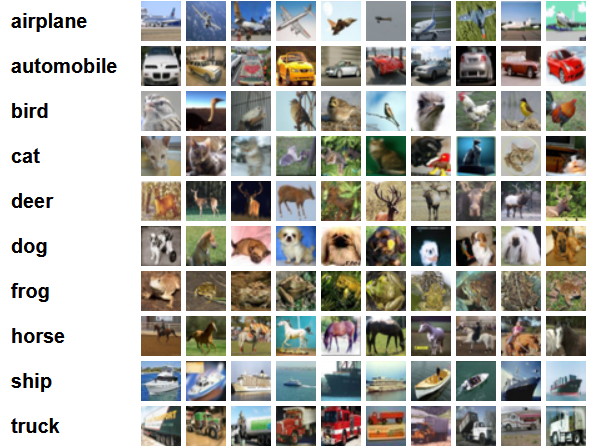 airplane
automobile
bird
cat
deer
dog
frog
horse
ship
truck